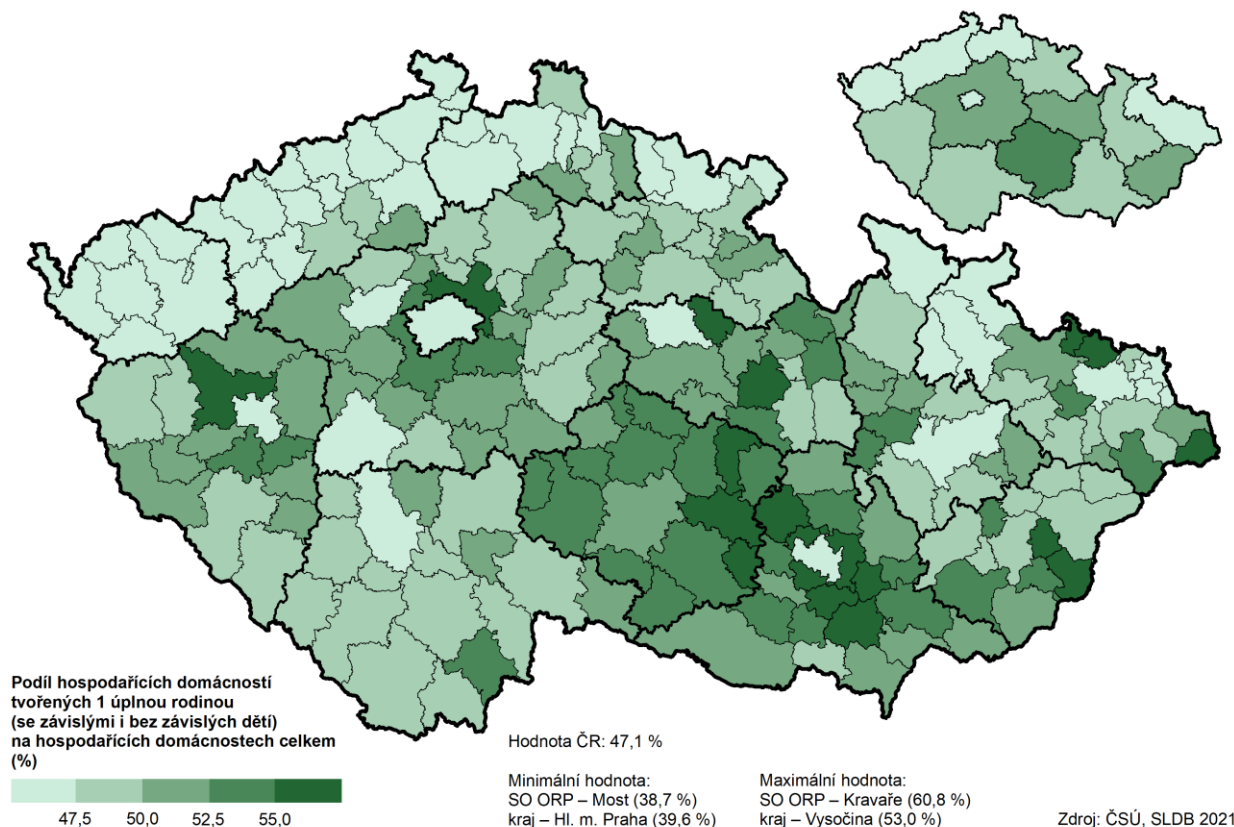 Podíl hospodařících domácností
tvořených 1 úplnou rodinou
(se závislými i bez závislých dětí)
na hospodařících domácnostech celkem
(%)
47,5 50,0 52,5 55,0
Hodnota ČR: 47,1 %
Minimální hodnota:
SO ORP – Most (38,7 %)
kraj – Hl. m. Praha (39,6 %)
Maximální hodnota:
SO ORP – Kravaře (60,8 %)
kraj – Vysočina (53,0 %)
Zdroj: ČSÚ, SLDB 2021